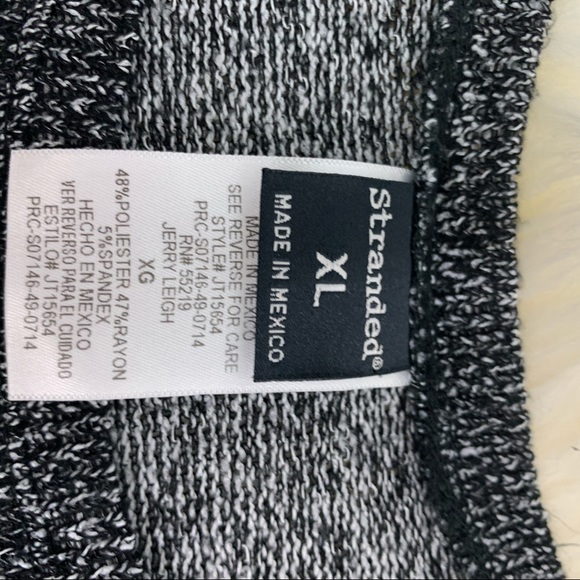 Stranded®
XL
MADE IN MEXICO
MADE IN MEXICO
SEE REVERSE FOR CARE
STYLE# JT15654
PRC-S07146-49-0714
RN# 55219
JERRY LEIGH
XG
48%POLIESTER 47%RAYON
5%SPANDEX
HECHO EN MEXICO
VER REVERSO PARA EL CUIDADO
ESTILO# JT15654
PRC-S07146-49-0714